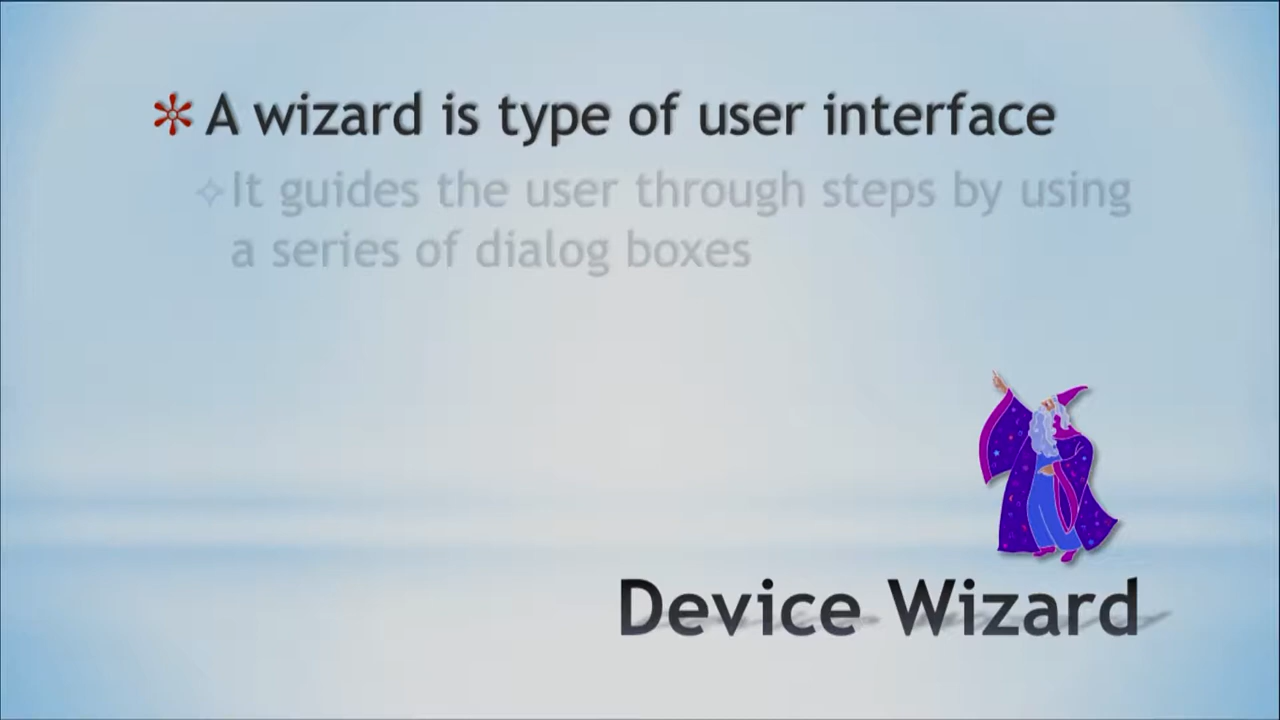 A wizard is type of user interface
It guides the user through steps by using
a series of dialog boxes
Device Wizard